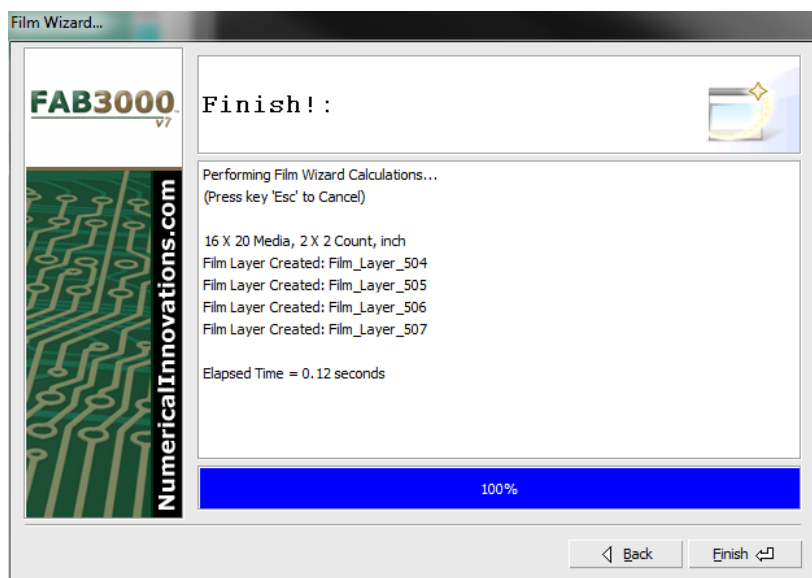 Film Wizard...
FAB3000
v7
NumericalInnovations.com
Finish!:
Performing Film Wizard Calculations...
(Press key 'Esc' to Cancel)
16 X 20 Media, 2 X 2 Count, inch
Film Layer Created: Film_Layer_504
Film Layer Created: Film_Layer_505
Film Layer Created: Film_Layer_506
Film Layer Created: Film_Layer_507
Elapsed Time = 0.12 seconds
100%
Back
Finish